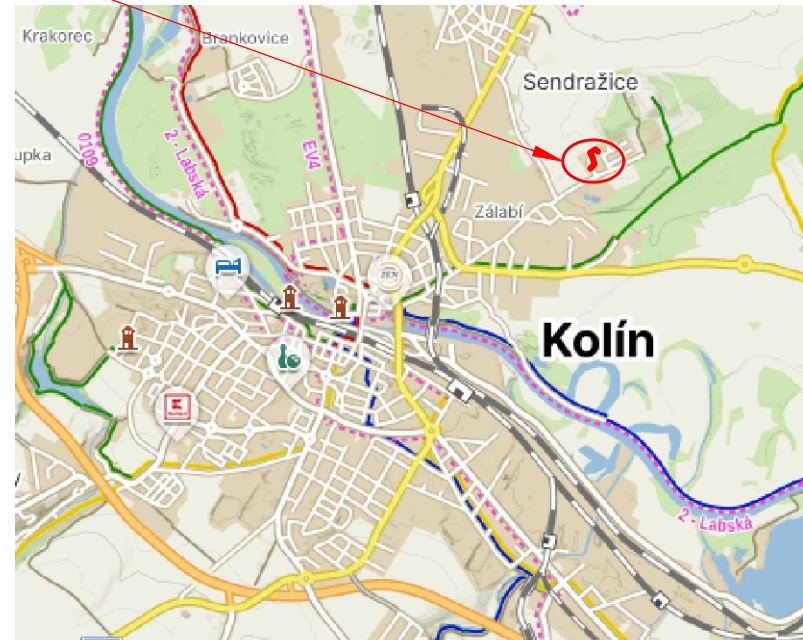 Krakorec
Brankovice
Sendražice
upka
0109
2 - Labská
EV4
Zálabí
ZEN
Kolín
2 - Labská
y